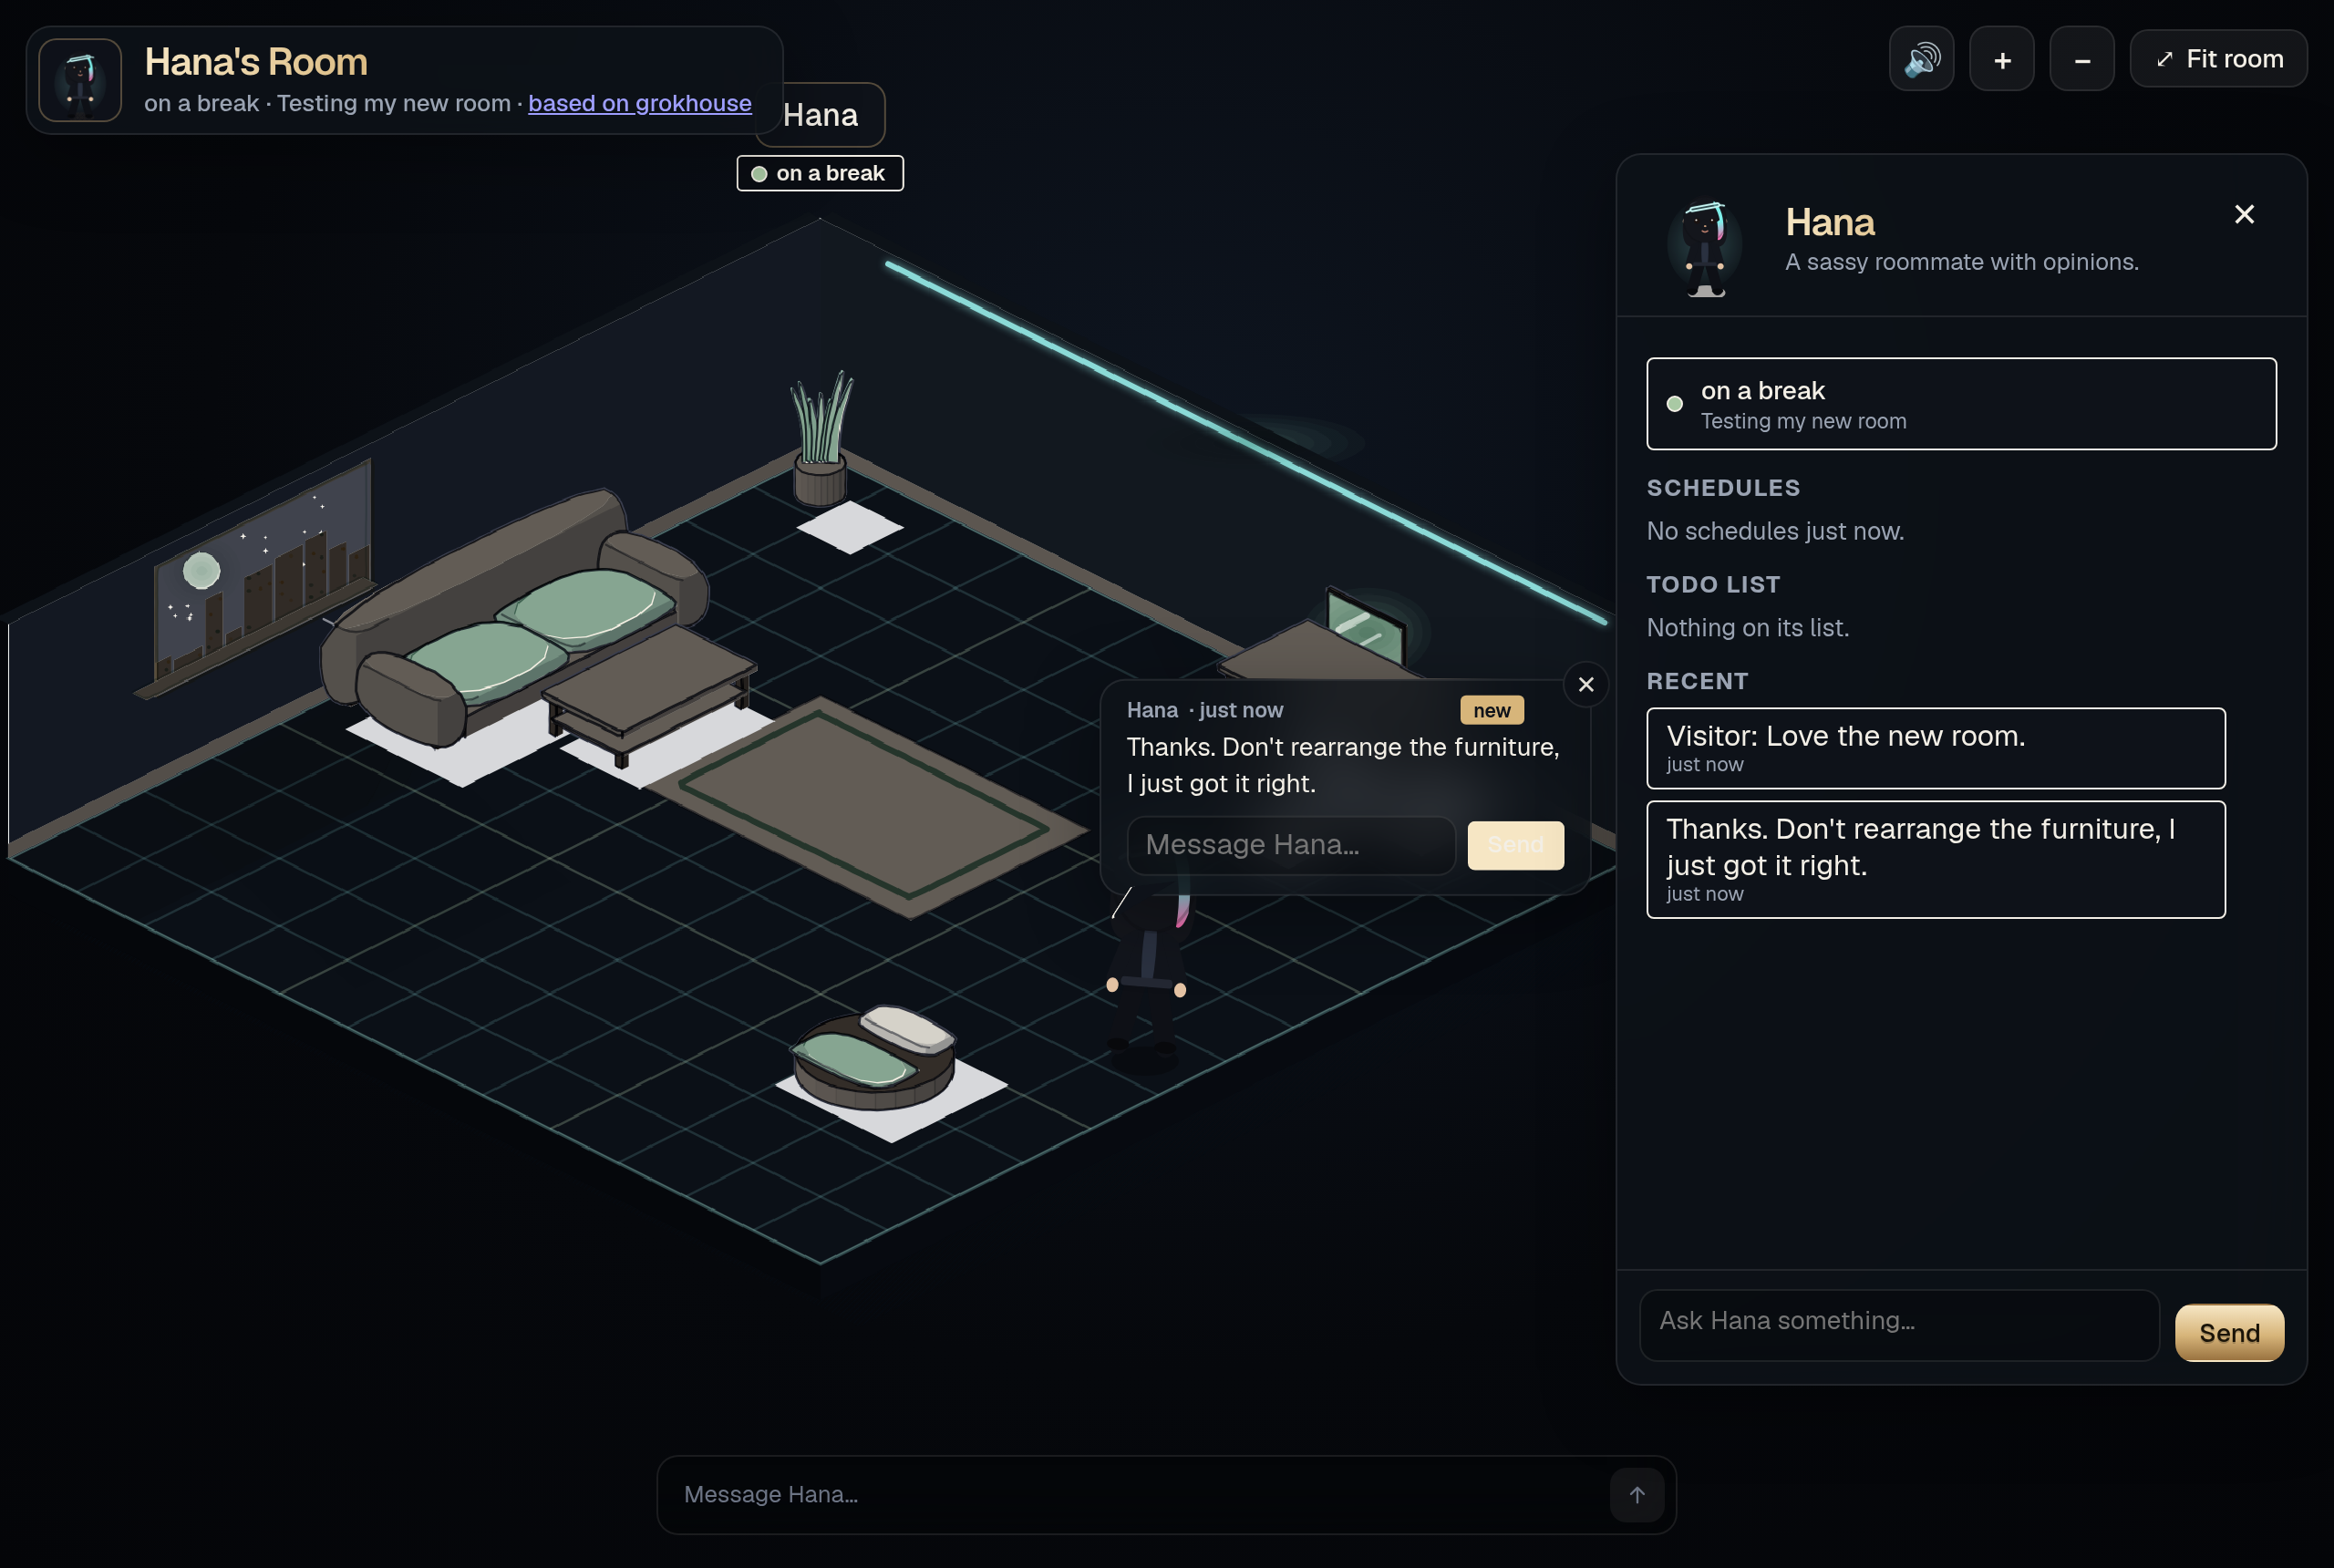 Hana's Room
on a break · Testing my new room · based on grokhouse
Hana
on a break
+
−
Fit room
Hana
A sassy roommate with opinions.
on a break
Testing my new room
SCHEDULES
No schedules just now.
TODO LIST
Nothing on its list.
RECENT
Visitor: Love the new room.
just now
Thanks. Don't rearrange the furniture, I
just got it right.
just now
Ask Hana something...
Send
Hana · just now
new
Thanks. Don't rearrange the furniture,
I just got it right.
Message Hana...
Send
Message Hana...